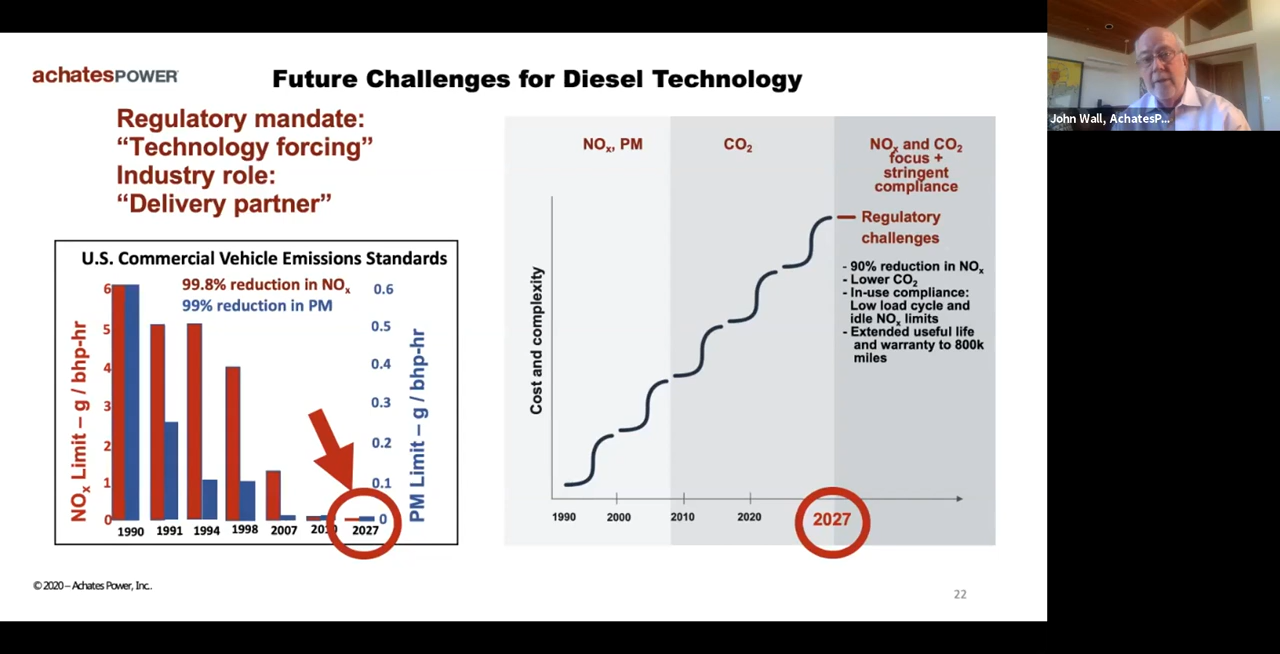 achatesPOWER
Future Challenges for Diesel Technology
Regulatory mandate:
“Technology forcing”
Industry role:
“Delivery partner”
U.S. Commercial Vehicle Emissions Standards
99.8% reduction in NOx
99% reduction in PM
NOx Limit – g / bhp-hr
6
5
4
3
2
1
0
0.6
0.5
0.4
0.3
0.2
0.1
0
PM Limit – g / bhp-hr
1990 1991 1994 1998 2007 2010 2027
NOx, PM
CO2
NOx and CO2
focus +
stringent
compliance
Regulatory
challenges
- 90% reduction in NOx
- Lower CO2
- In-use compliance:
Low load cycle and
idle NOx limits
- Extended useful life
and warranty to 800k
miles
Cost and complexity
1990 2000 2010 2020 2027
© 2020 – Achates Power, Inc..
22
John Wall, AchatesP...